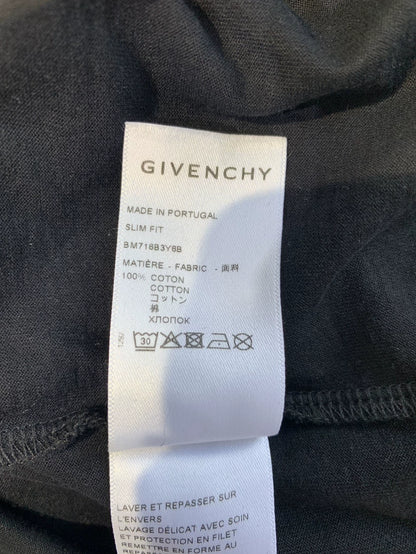 GIVENCHY
MADE IN PORTUGAL
SLIM FIT
BM716B3Y6B
MATIÈRE - FABRIC - 面料
100% COTON
COTTON
コットン
棉
ХЛОПОК
30
LAVER ET REPASSER SUR
L'ENVERS
LAVAGE DÉLICAT AVEC SOIN
ET PROTECTION EN FILET
REMETTRE EN FORME AU